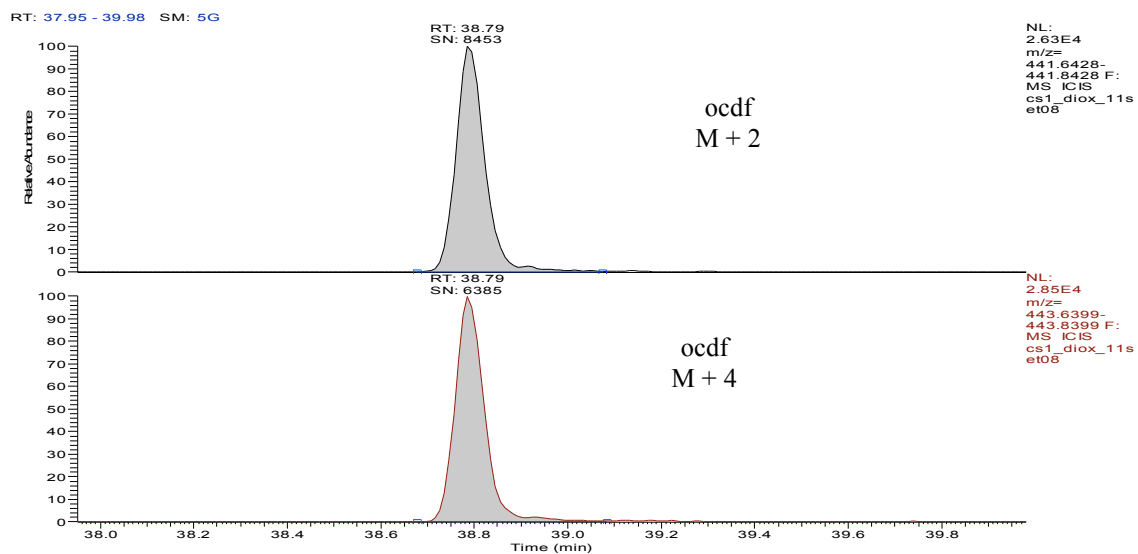 RT: 37.95 - 39.98 SM: 5G
RT: 38.79
SN: 8453
NL:
2.63E4
m/z=
441.6428-
441.8428 F:
MS ICIS
cs1_diox_11s
et08
100
90
80
70
60
50
40
30
20
10
0
Relative Abundance
ocdf
M + 2
RT: 38.79
SN: 6385
NL:
2.85E4
m/z=
443.6399-
443.8399 F:
MS ICIS
cs1_diox_11s
et08
100
90
80
70
60
50
40
30
20
10
0
ocdf
M + 4
38.0 38.2 38.4 38.6 38.8 39.0 39.2 39.4 39.6 39.8
Time (min)